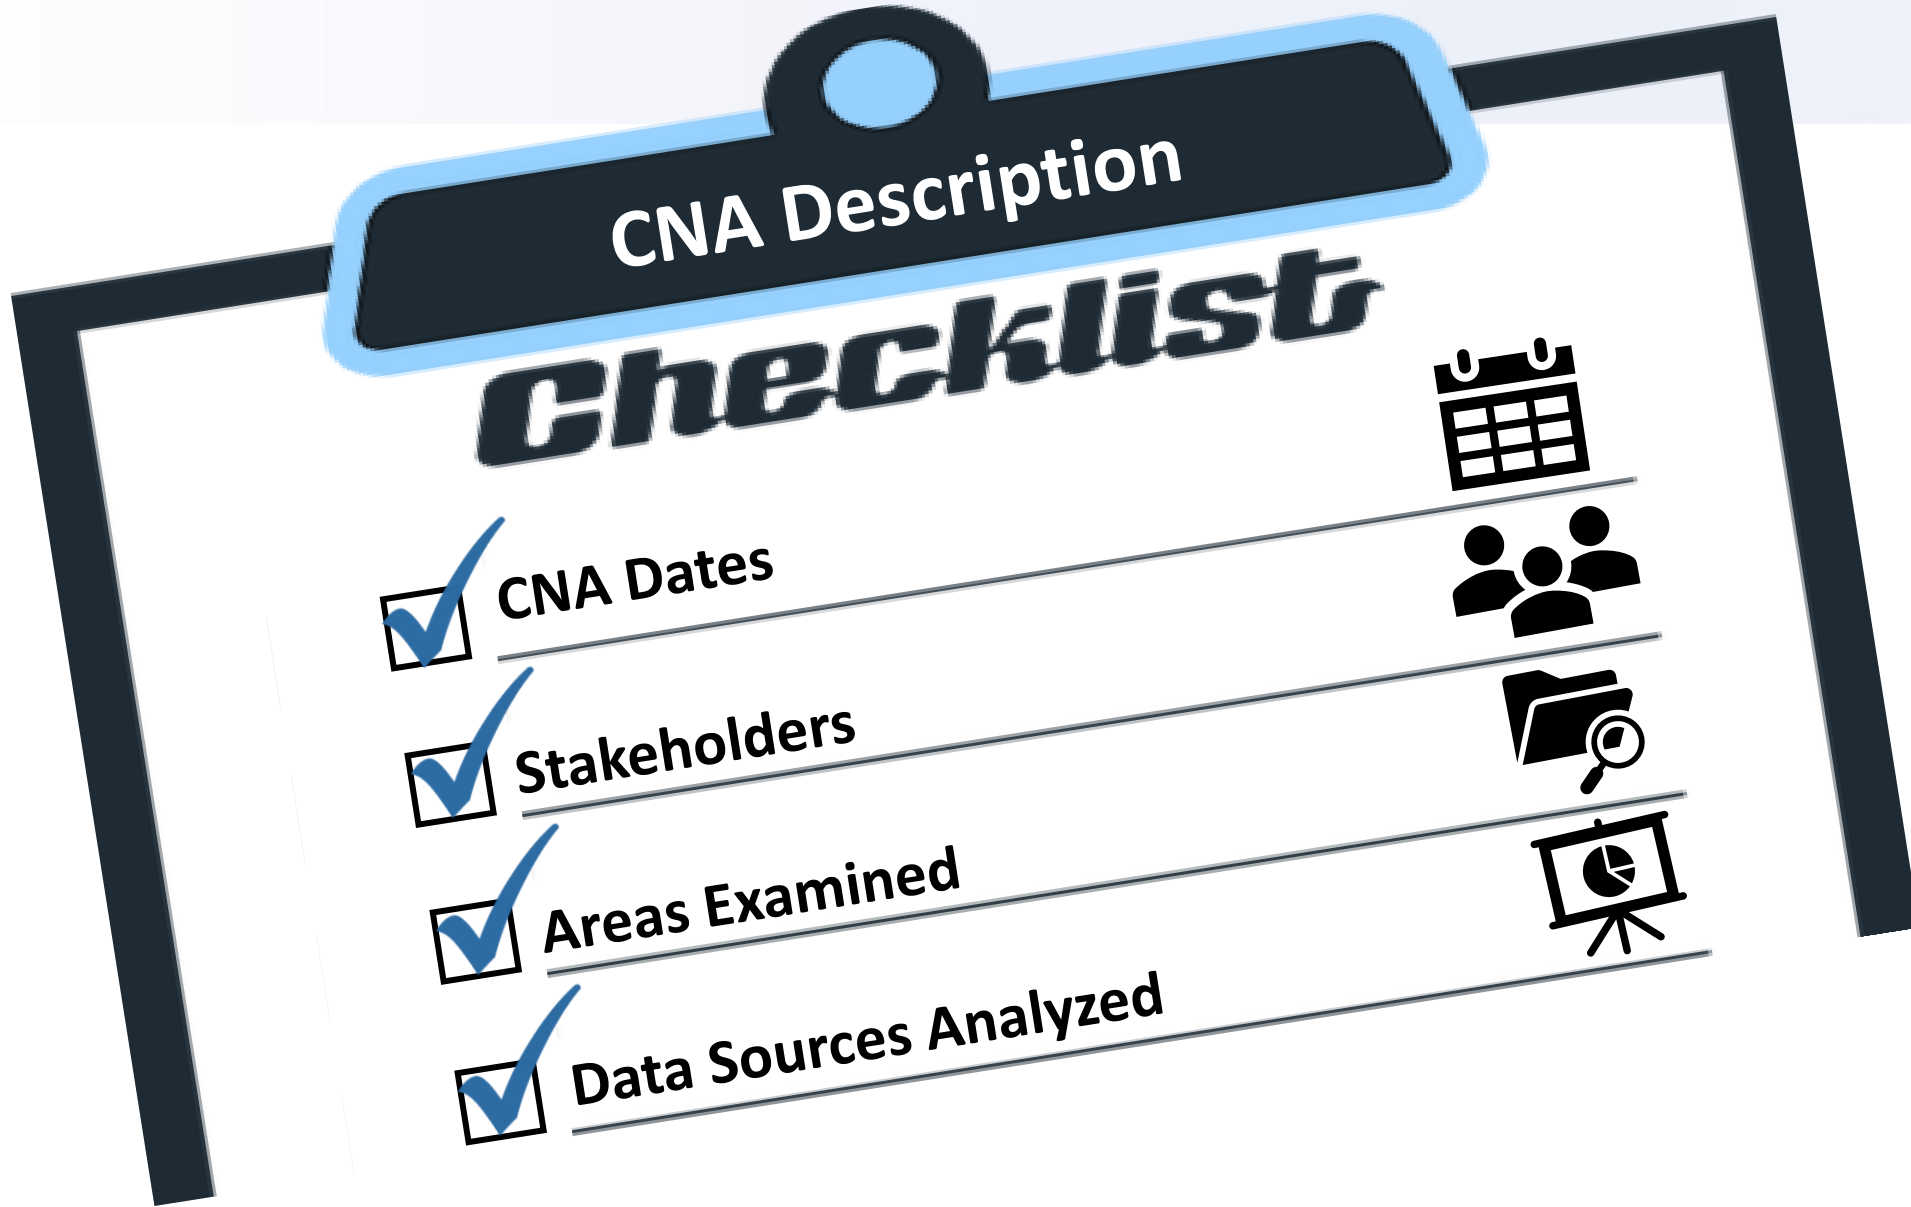 CNA Description
Checklist
CNA Dates
Stakeholders
Areas Examined
Data Sources Analyzed